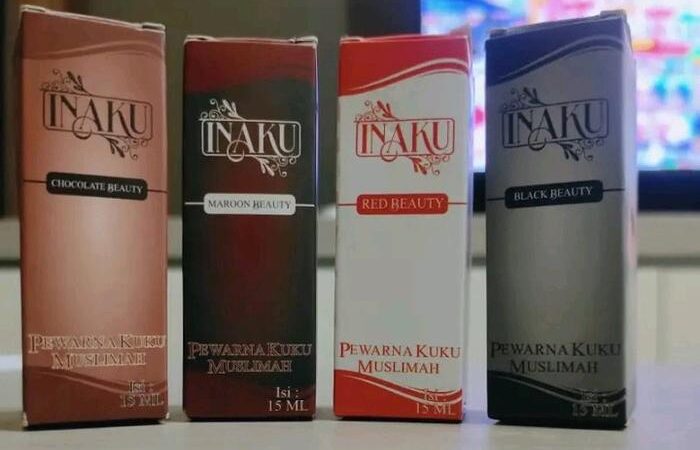 INAKU
CHOCOLATE BEAUTY
PEWARNA KUKU
MUSLIMAH
Isi :
15 ML
INAKU
MAROON BEAUTY
PEWARNA KUKU
MUSLIMAH
Isi :
15 ML
INAKU
RED BEAUTY
PEWARNA KUKU
MUSLIMAH
Isi :
15 ML
INAKU
BLACK BEAUTY
PEWARNA KUKU
MUSLIMAH
Isi :
15 ML